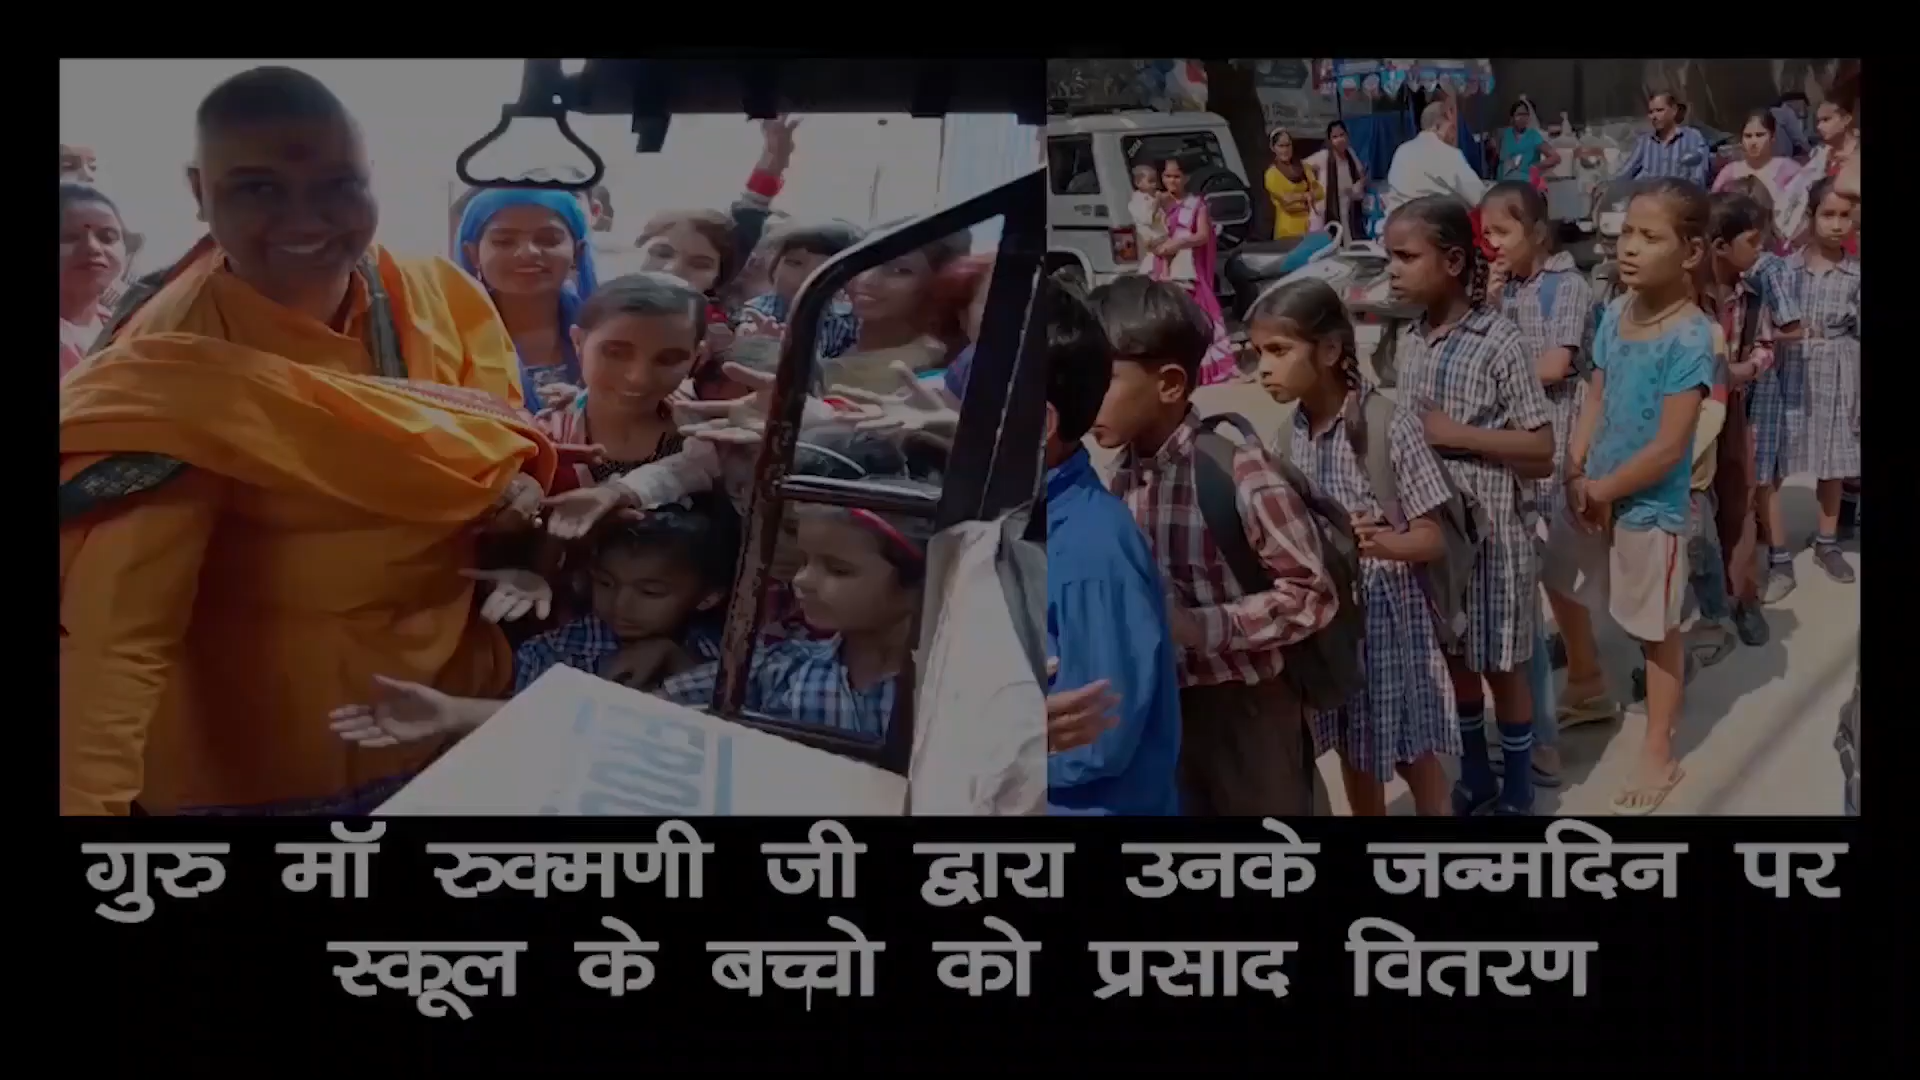 गुरु मॉ रुक्मणी जी द्वारा उनके जन्मदिन पर
स्कूल के बच्चो को प्रसाद वितरण